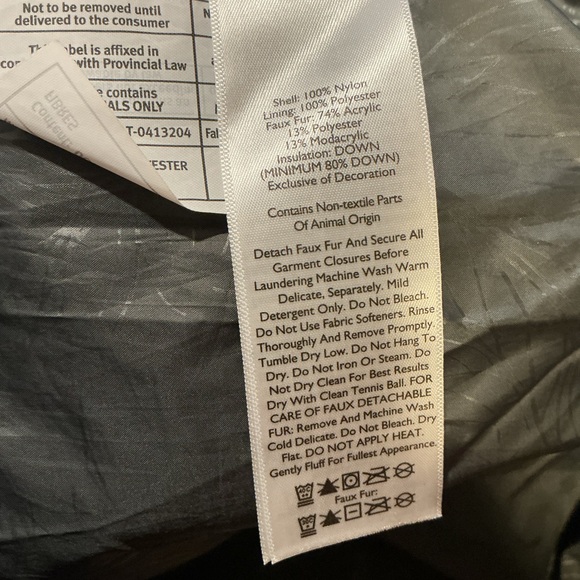 Not to be removed until
delivered to the consumer
label is affixed in
with Provincial Law
contains
ALS ONLY
T-0413204
Fal
ESTER
Content
Shell: 100% Nylon
Lining: 100% Polyester
Faux Fur: 74% Acrylic
13% Polyester
13% Modacrylic
Insulation: DOWN
(MINIMUM 80% DOWN)
Exclusive of Decoration
Contains Non-textile Parts
Of Animal Origin
Detach Faux Fur And Secure All
Garment Closures Before
Laundering Machine Wash Warm
Delicate, Separately. Mild
Detergent Only. Do Not Bleach.
Do Not Use Fabric Softeners. Rinse
Thoroughly And Remove Promptly.
Tumble Dry Low. Do Not Hang To
Dry. Do Not Iron Or Steam. Do
Not Dry Clean For Best Results
Dry With Clean Tennis Ball. FOR
CARE OF FAUX DETACHABLE
FUR: Remove And Machine Wash
Cold Delicate. Do Not Bleach. Dry
Flat. DO NOT APPLY HEAT.
Gently Fluff For Fullest Appearance.
Faux Fur: